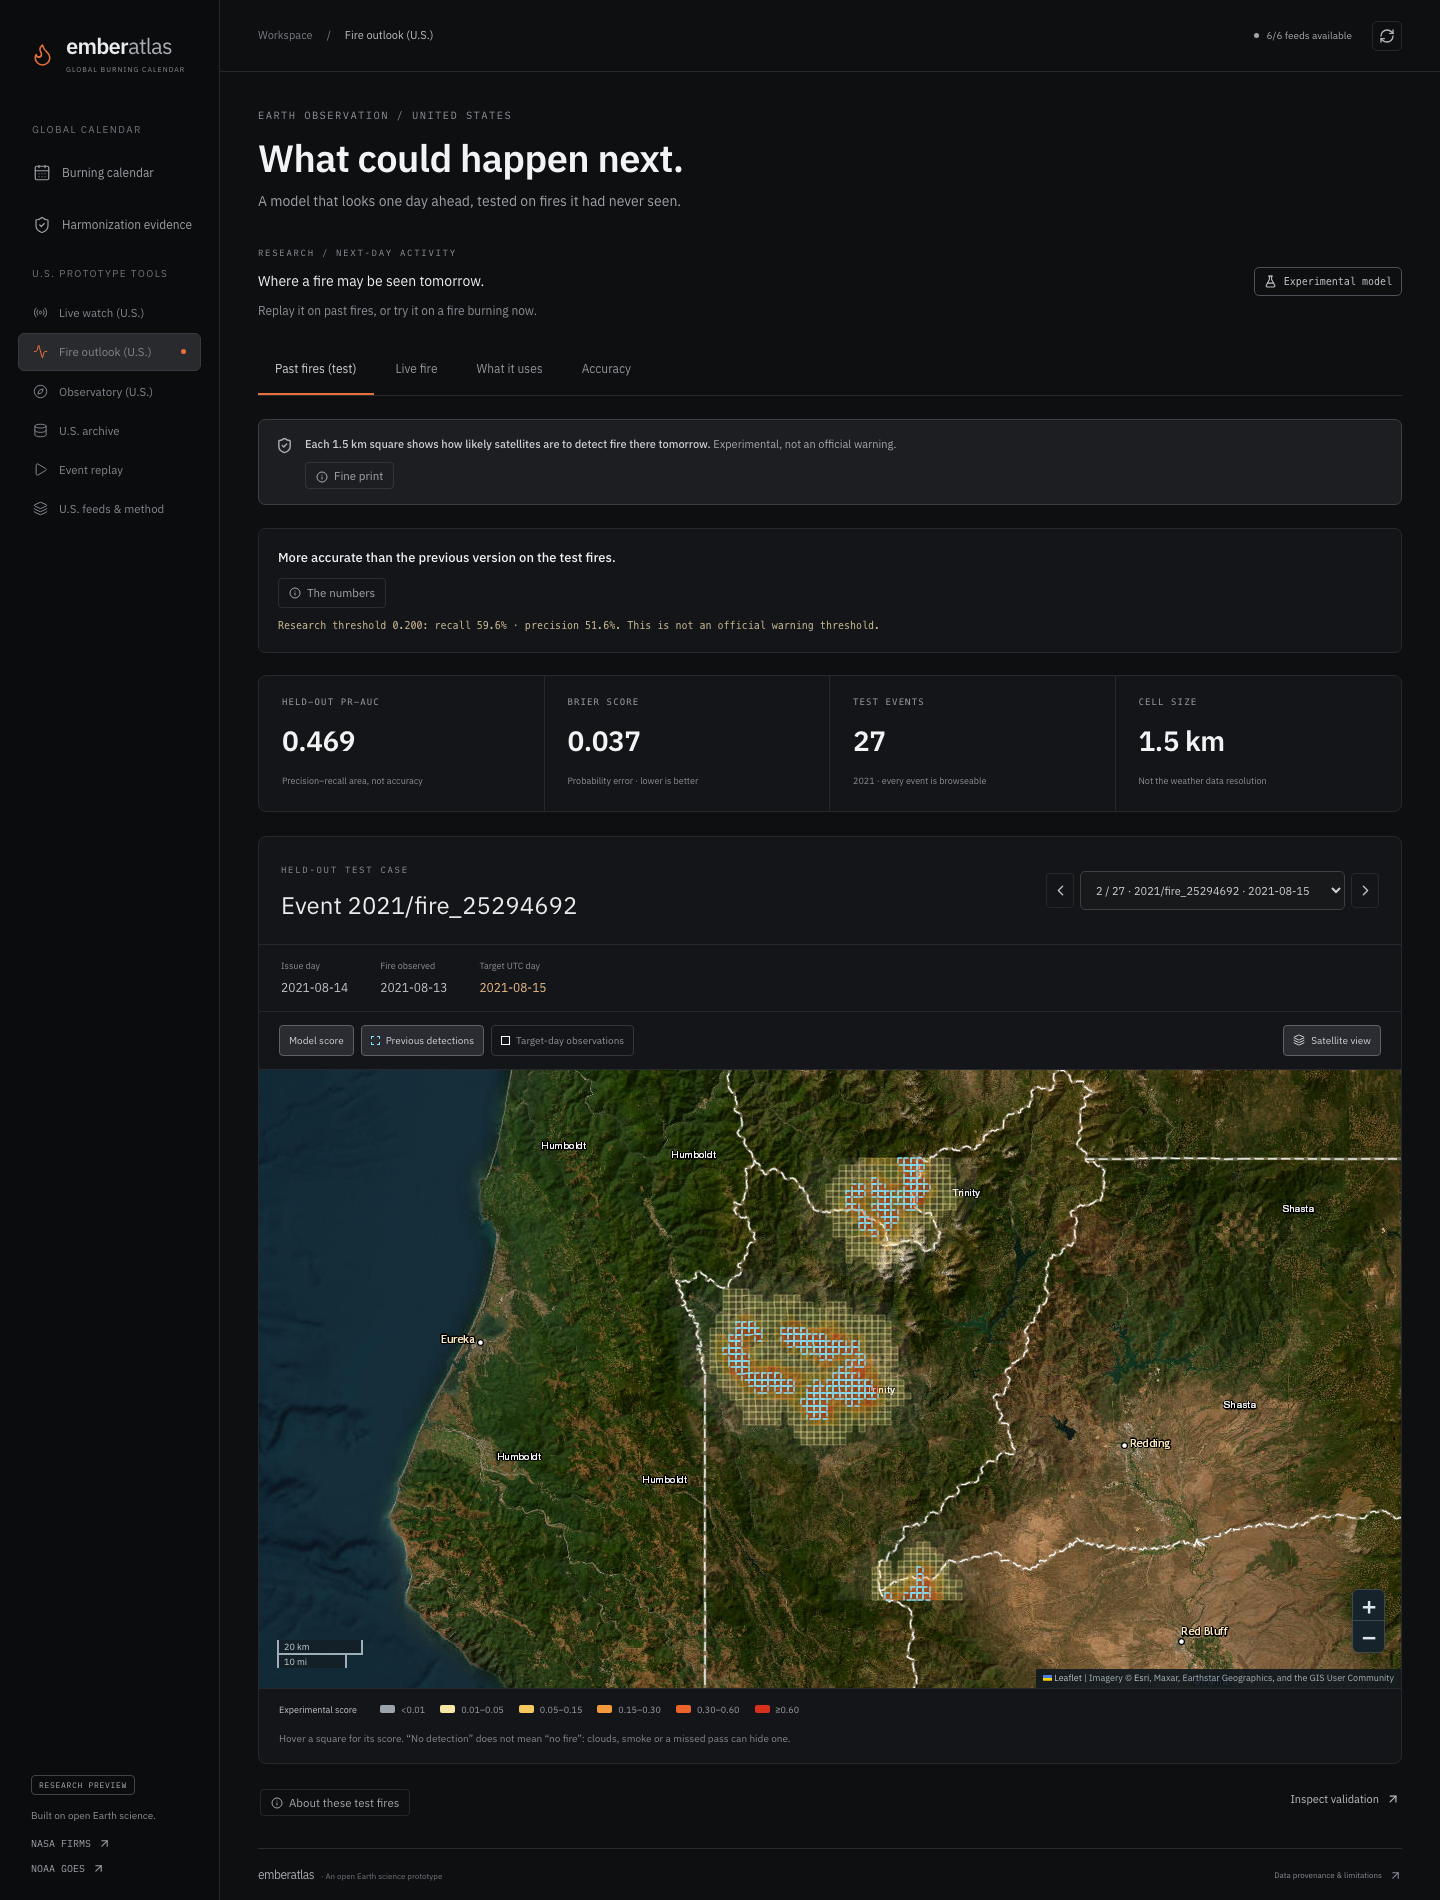 emberatlas
GLOBAL BURNING CALENDAR
GLOBAL CALENDAR
Burning calendar
Harmonization evidence
U.S. PROTOTYPE TOOLS
Live watch (U.S.)
Fire outlook (U.S.)
Observatory (U.S.)
U.S. archive
Event replay
U.S. feeds & method
RESEARCH PREVIEW
Built on open Earth science.
NASA FIRMS
NOAA GOES
Workspace / Fire outlook (U.S.)
6/6 feeds available
EARTH OBSERVATION / UNITED STATES
What could happen next.
A model that looks one day ahead, tested on fires it had never seen.
RESEARCH / NEXT-DAY ACTIVITY
Where a fire may be seen tomorrow.
Experimental model
Replay it on past fires, or try it on a fire burning now.
Past fires (test) Live fire What it uses Accuracy
Each 1.5 km square shows how likely satellites are to detect fire there tomorrow. Experimental, not an official warning.
Fine print
More accurate than the previous version on the test fires.
The numbers
Research threshold 0.200: recall 59.6% · precision 51.6%. This is not an official warning threshold.
HELD-OUT PR-AUC
0.469
Precision–recall area, not accuracy
BRIER SCORE
0.037
Probability error · lower is better
TEST EVENTS
27
2021 · every event is browseable
CELL SIZE
1.5 km
Not the weather data resolution
HELD-OUT TEST CASE
Event 2021/fire_25294692
2 / 27 · 2021/fire_25294692 · 2021-08-15
Issue day Fire observed Target UTC day
2021-08-14 2021-08-13 2021-08-15
Model score Previous detections Target-day observations Satellite view
Humboldt
Humboldt
Trinity
Shasta
Eureka
Shasta
Redding
Humboldt
Humboldt
Red Bluff
20 km
10 mi
+
−
Leaflet | Imagery © Esri, Maxar, Earthstar Geographics, and the GIS User Community
Experimental score <0.01 0.01–0.05 0.05–0.15 0.15–0.30 0.30–0.60 ≥0.60
Hover a square for its score. “No detection” does not mean “no fire”: clouds, smoke or a missed pass can hide one.
About these test fires
Inspect validation
emberatlas · An open Earth science prototype
Data provenance & limitations